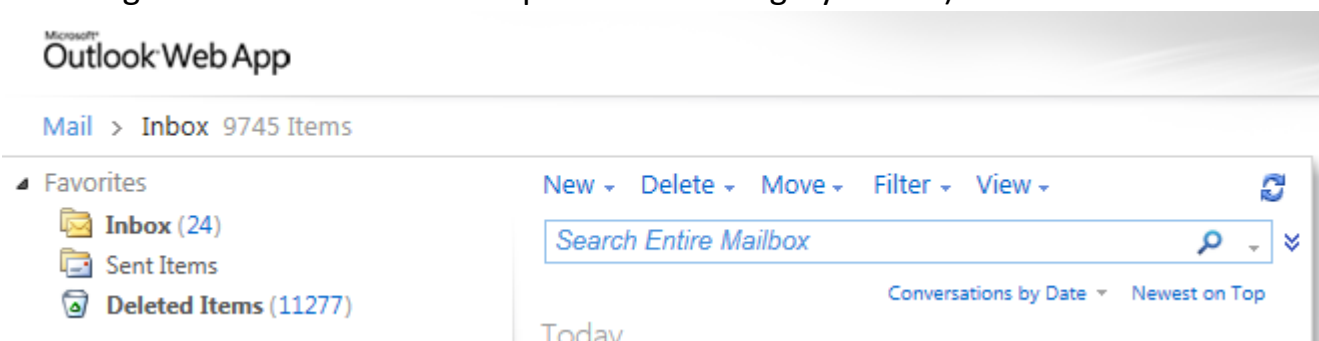 Microsoft®
Outlook Web App
Mail > Inbox 9745 Items
Favorites
Inbox (24)
Sent Items
Deleted Items (11277)
New Delete Move Filter View
Search Entire Mailbox
Conversations by Date Newest on Top
Today